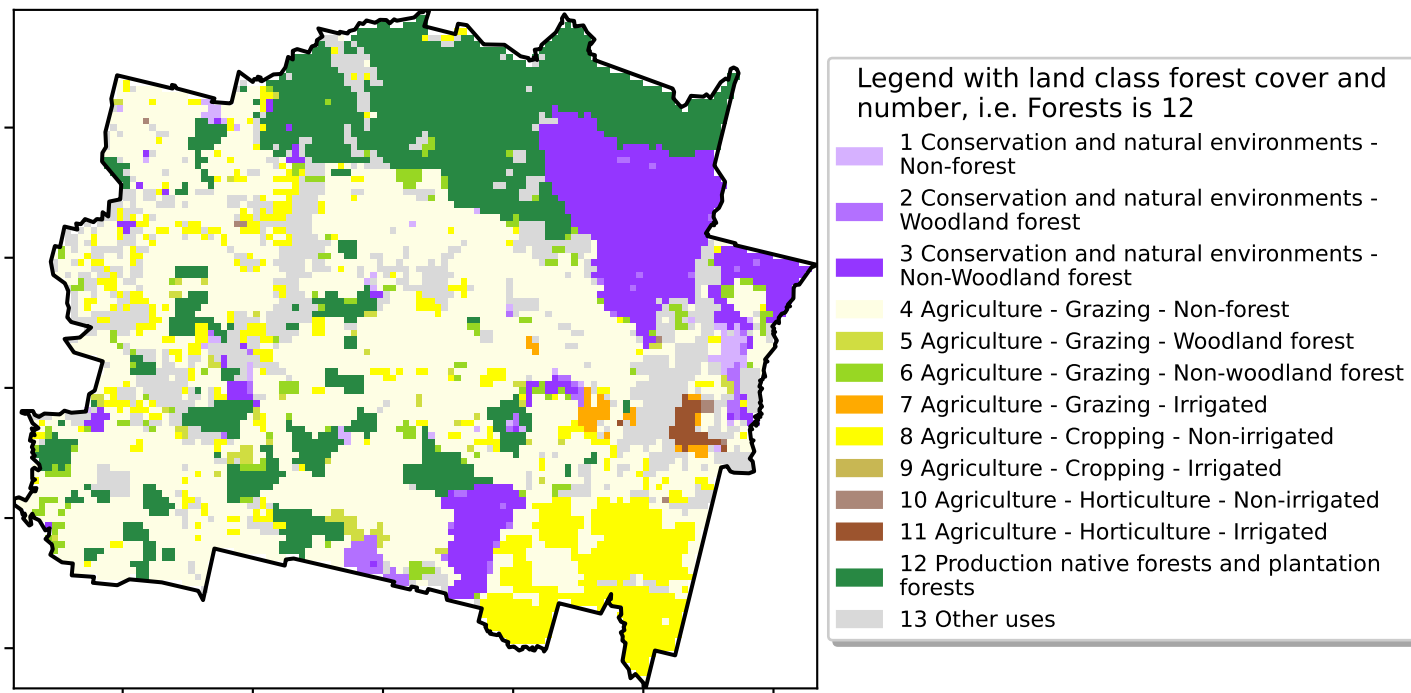 Legend with land class forest cover and
number, i.e. Forests is 12
1 Conservation and natural environments -
Non-forest
2 Conservation and natural environments -
Woodland forest
3 Conservation and natural environments -
Non-Woodland forest
4 Agriculture - Grazing - Non-forest
5 Agriculture - Grazing - Woodland forest
6 Agriculture - Grazing - Non-woodland forest
7 Agriculture - Grazing - Irrigated
8 Agriculture - Cropping - Non-irrigated
9 Agriculture - Cropping - Irrigated
10 Agriculture - Horticulture - Non-irrigated
11 Agriculture - Horticulture - Irrigated
12 Production native forests and plantation
forests
13 Other uses